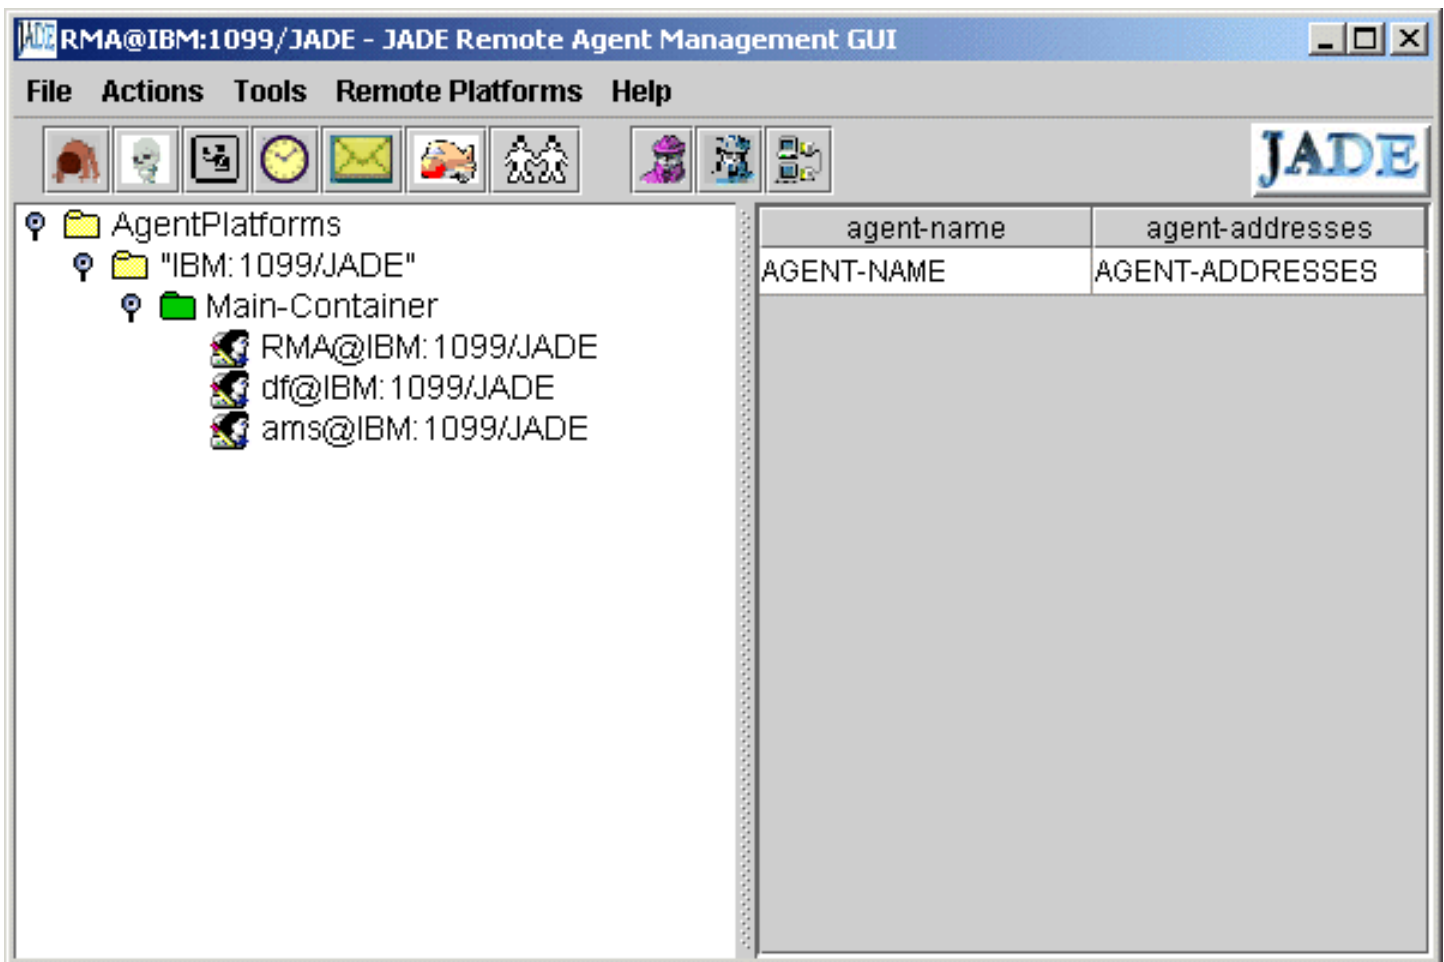 RMA@IBM:1099/JADE - JADE Remote Agent Management GUI
File Actions Tools Remote Platforms Help
JADE
AgentPlatforms
"IBM:1099/JADE"
Main-Container
RMA@IBM:1099/JADE
df@IBM:1099/JADE
ams@IBM:1099/JADE
agent-name agent-addresses
AGENT-NAME AGENT-ADDRESSES